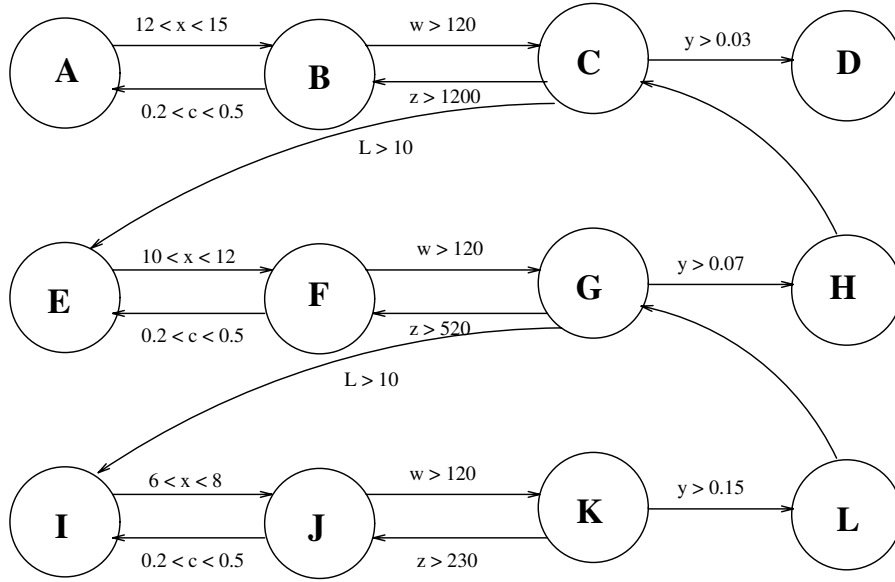 12 < x < 15
w > 120
y > 0.03
A
B
C
D
0.2 < c < 0.5
z > 1200
L > 10
10 < x < 12
w > 120
y > 0.07
E
F
G
H
0.2 < c < 0.5
z > 520
L > 10
6 < x < 8
w > 120
y > 0.15
I
J
K
L
0.2 < c < 0.5
z > 230